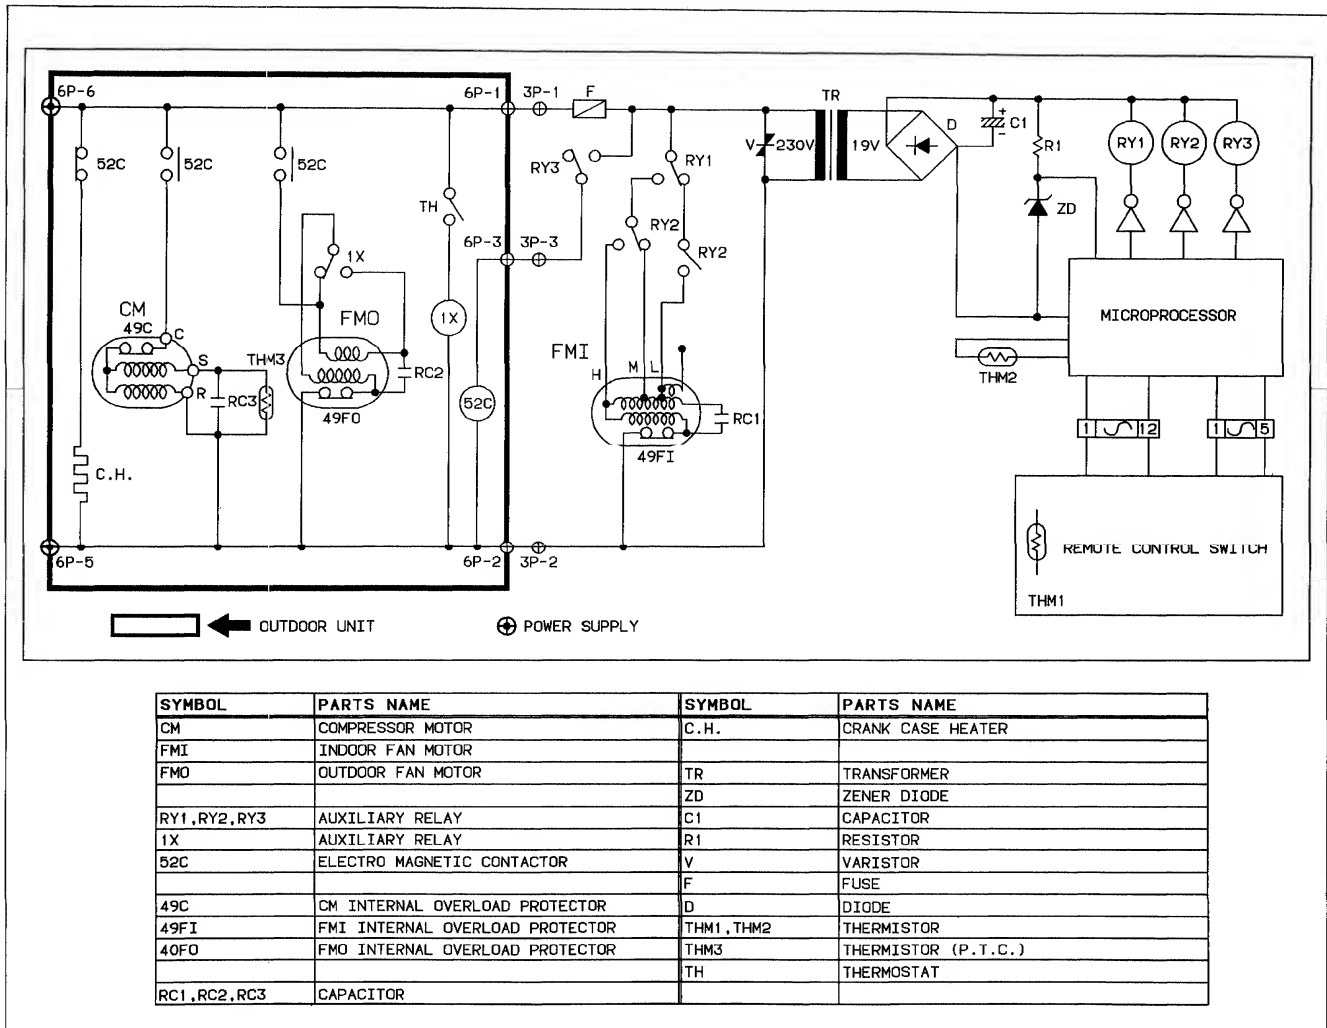 6P-6
6P-1
3P-1
F
TR
D
+
C1
-
52C
52C
52C
RY3
RY1
V
230V
19V
R1
RY1
RY2
RY3
TH
ZD
6P-3
3P-3
RY2
RY2
1X
CM
49C
C
FMO
1X
MICROPROCESSOR
S
THM3
RC2
FMI
H
M
L
THM2
R
RC3
52C
RC1
49FO
49FI
1
12
1
5
C.H.
6P-5
6P-2
3P-2
REMOTE CONTROL SWITCH
THM1
OUTDOOR UNIT
POWER SUPPLY
SYMBOL PARTS NAME SYMBOL PARTS NAME
CM COMPRESSOR MOTOR C.H. CRANK CASE HEATER
FMI INDOOR FAN MOTOR
FMO OUTDOOR FAN MOTOR TR TRANSFORMER
ZD ZENER DIODE
RY1,RY2,RY3 AUXILIARY RELAY C1 CAPACITOR
1X AUXILIARY RELAY R1 RESISTOR
52C ELECTRO MAGNETIC CONTACTOR V VARISTOR
F FUSE
49C CM INTERNAL OVERLOAD PROTECTOR D DIODE
49FI FMI INTERNAL OVERLOAD PROTECTOR THM1,THM2 THERMISTOR
40FO FMO INTERNAL OVERLOAD PROTECTOR THM3 THERMISTOR (P.T.C.)
TH THERMOSTAT
RC1,RC2,RC3 CAPACITOR